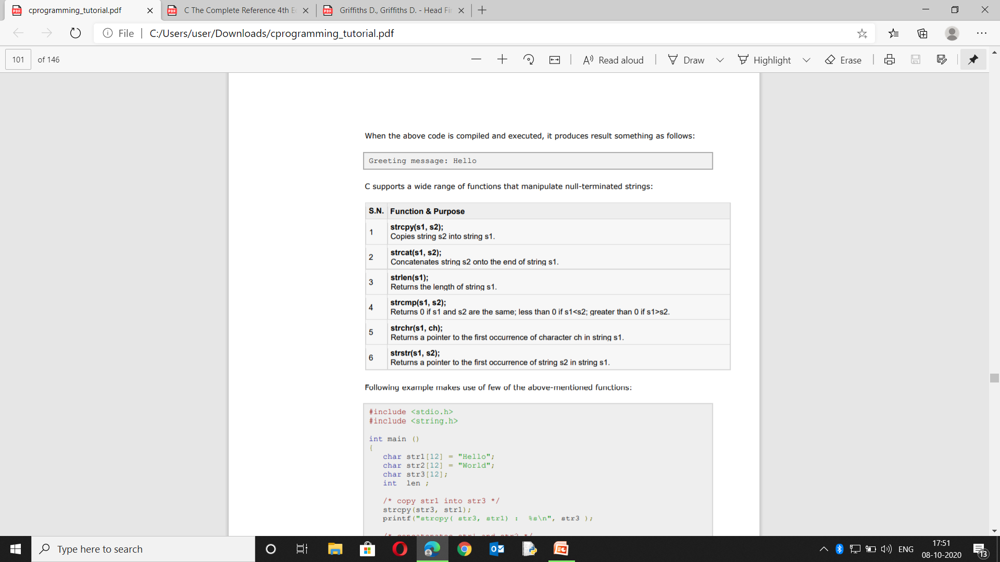 cprogramming_tutorial.pdf
C The Complete Reference 4th E
Griffiths D., Griffiths D. - Head Fir
File
C:/Users/user/Downloads/cprogramming_tutorial.pdf
101 of 146
Read aloud
Draw
Highlight
Erase
When the above code is compiled and executed, it produces result something as follows:
Greeting message: Hello
C supports a wide range of functions that manipulate null-terminated strings:
S.N. Function & Purpose
1
strcpy(s1, s2);
Copies string s2 into string s1.
2
strcat(s1, s2);
Concatenates string s2 onto the end of string s1.
3
strlen(s1);
Returns the length of string s1.
4
strcmp(s1, s2);
Returns 0 if s1 and s2 are the same; less than 0 if s1<s2; greater than 0 if s1>s2.
5
strchr(s1, ch);
Returns a pointer to the first occurrence of character ch in string s1.
6
strstr(s1, s2);
Returns a pointer to the first occurrence of string s2 in string s1.
Following example makes use of few of the above-mentioned functions:
#include <stdio.h>
#include <string.h>
int main ()
{
char str1[12] = "Hello";
char str2[12] = "World";
char str3[12];
int  len ;
/* copy str1 into str3 */
strcpy(str3, str1);
printf("strcpy( str3, str1) :  %s\n", str3 );
/* concatenates str1 and str2 */
Type here to search
ENG
17:51
08-10-2020
13